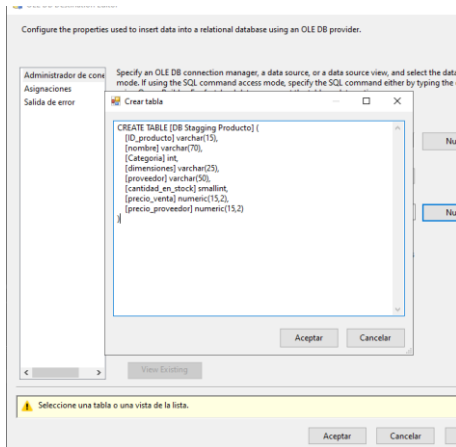 Configure the properties used to insert data into a relational database using an OLE DB provider.
Administrador de cone
Asignaciones
Salida de error
Specify an OLE DB connection manager, a data source, or a data source view, and select the data
mode. If using the SQL command access mode, specify the SQL command either by typing the
Crear tabla
CREATE TABLE [DB Stagging Producto] (
[ID_producto] varchar(15),
[nombre] varchar(70),
[Categoria] int,
[dimensiones] varchar(25),
[proveedor] varchar(50),
[cantidad_en_stock] smallint,
[precio_venta] numeric(15,2),
[precio_proveedor] numeric(15,2)
)
Nu
Nu
Aceptar
Cancelar
View Existing
Seleccione una tabla o una vista de la lista.
Aceptar
Cancelar